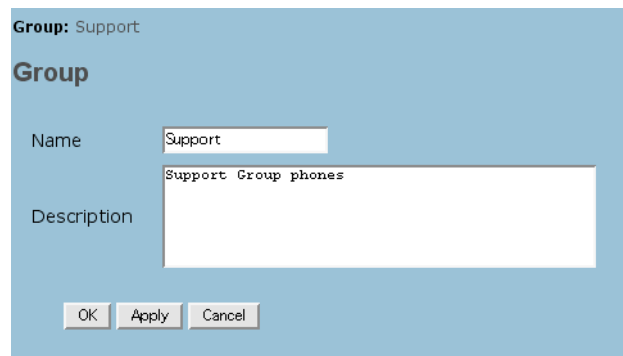 Group: Support
Group
Name Support
Description Support Group phones
OK Apply Cancel